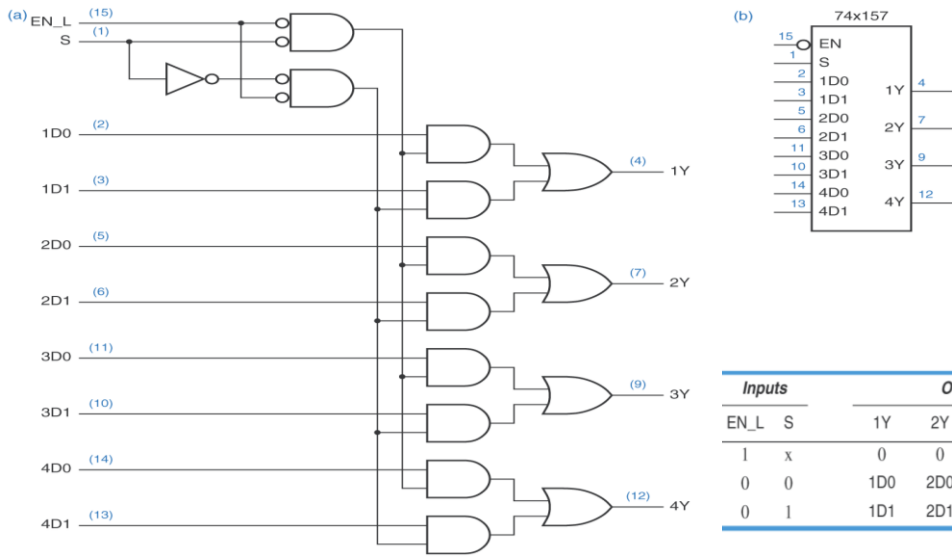 (a)
EN_L (15)
S (1)
1D0 (2)
1D1 (3)
(4) 1Y
2D0 (5)
2D1 (6)
(7) 2Y
3D0 (11)
3D1 (10)
(9) 3Y
4D0 (14)
4D1 (13)
(12) 4Y
(b)
74x157
15 EN
1 S
2 1D0
3 1D1
1Y 4
5 2D0
6 2D1
2Y 7
11 3D0
10 3D1
3Y 9
14 4D0
13 4D1
4Y 12
Inputs O
EN_L S 1Y 2Y
1 x 0 0
0 0 1D0 2D0
0 1 1D1 2D1